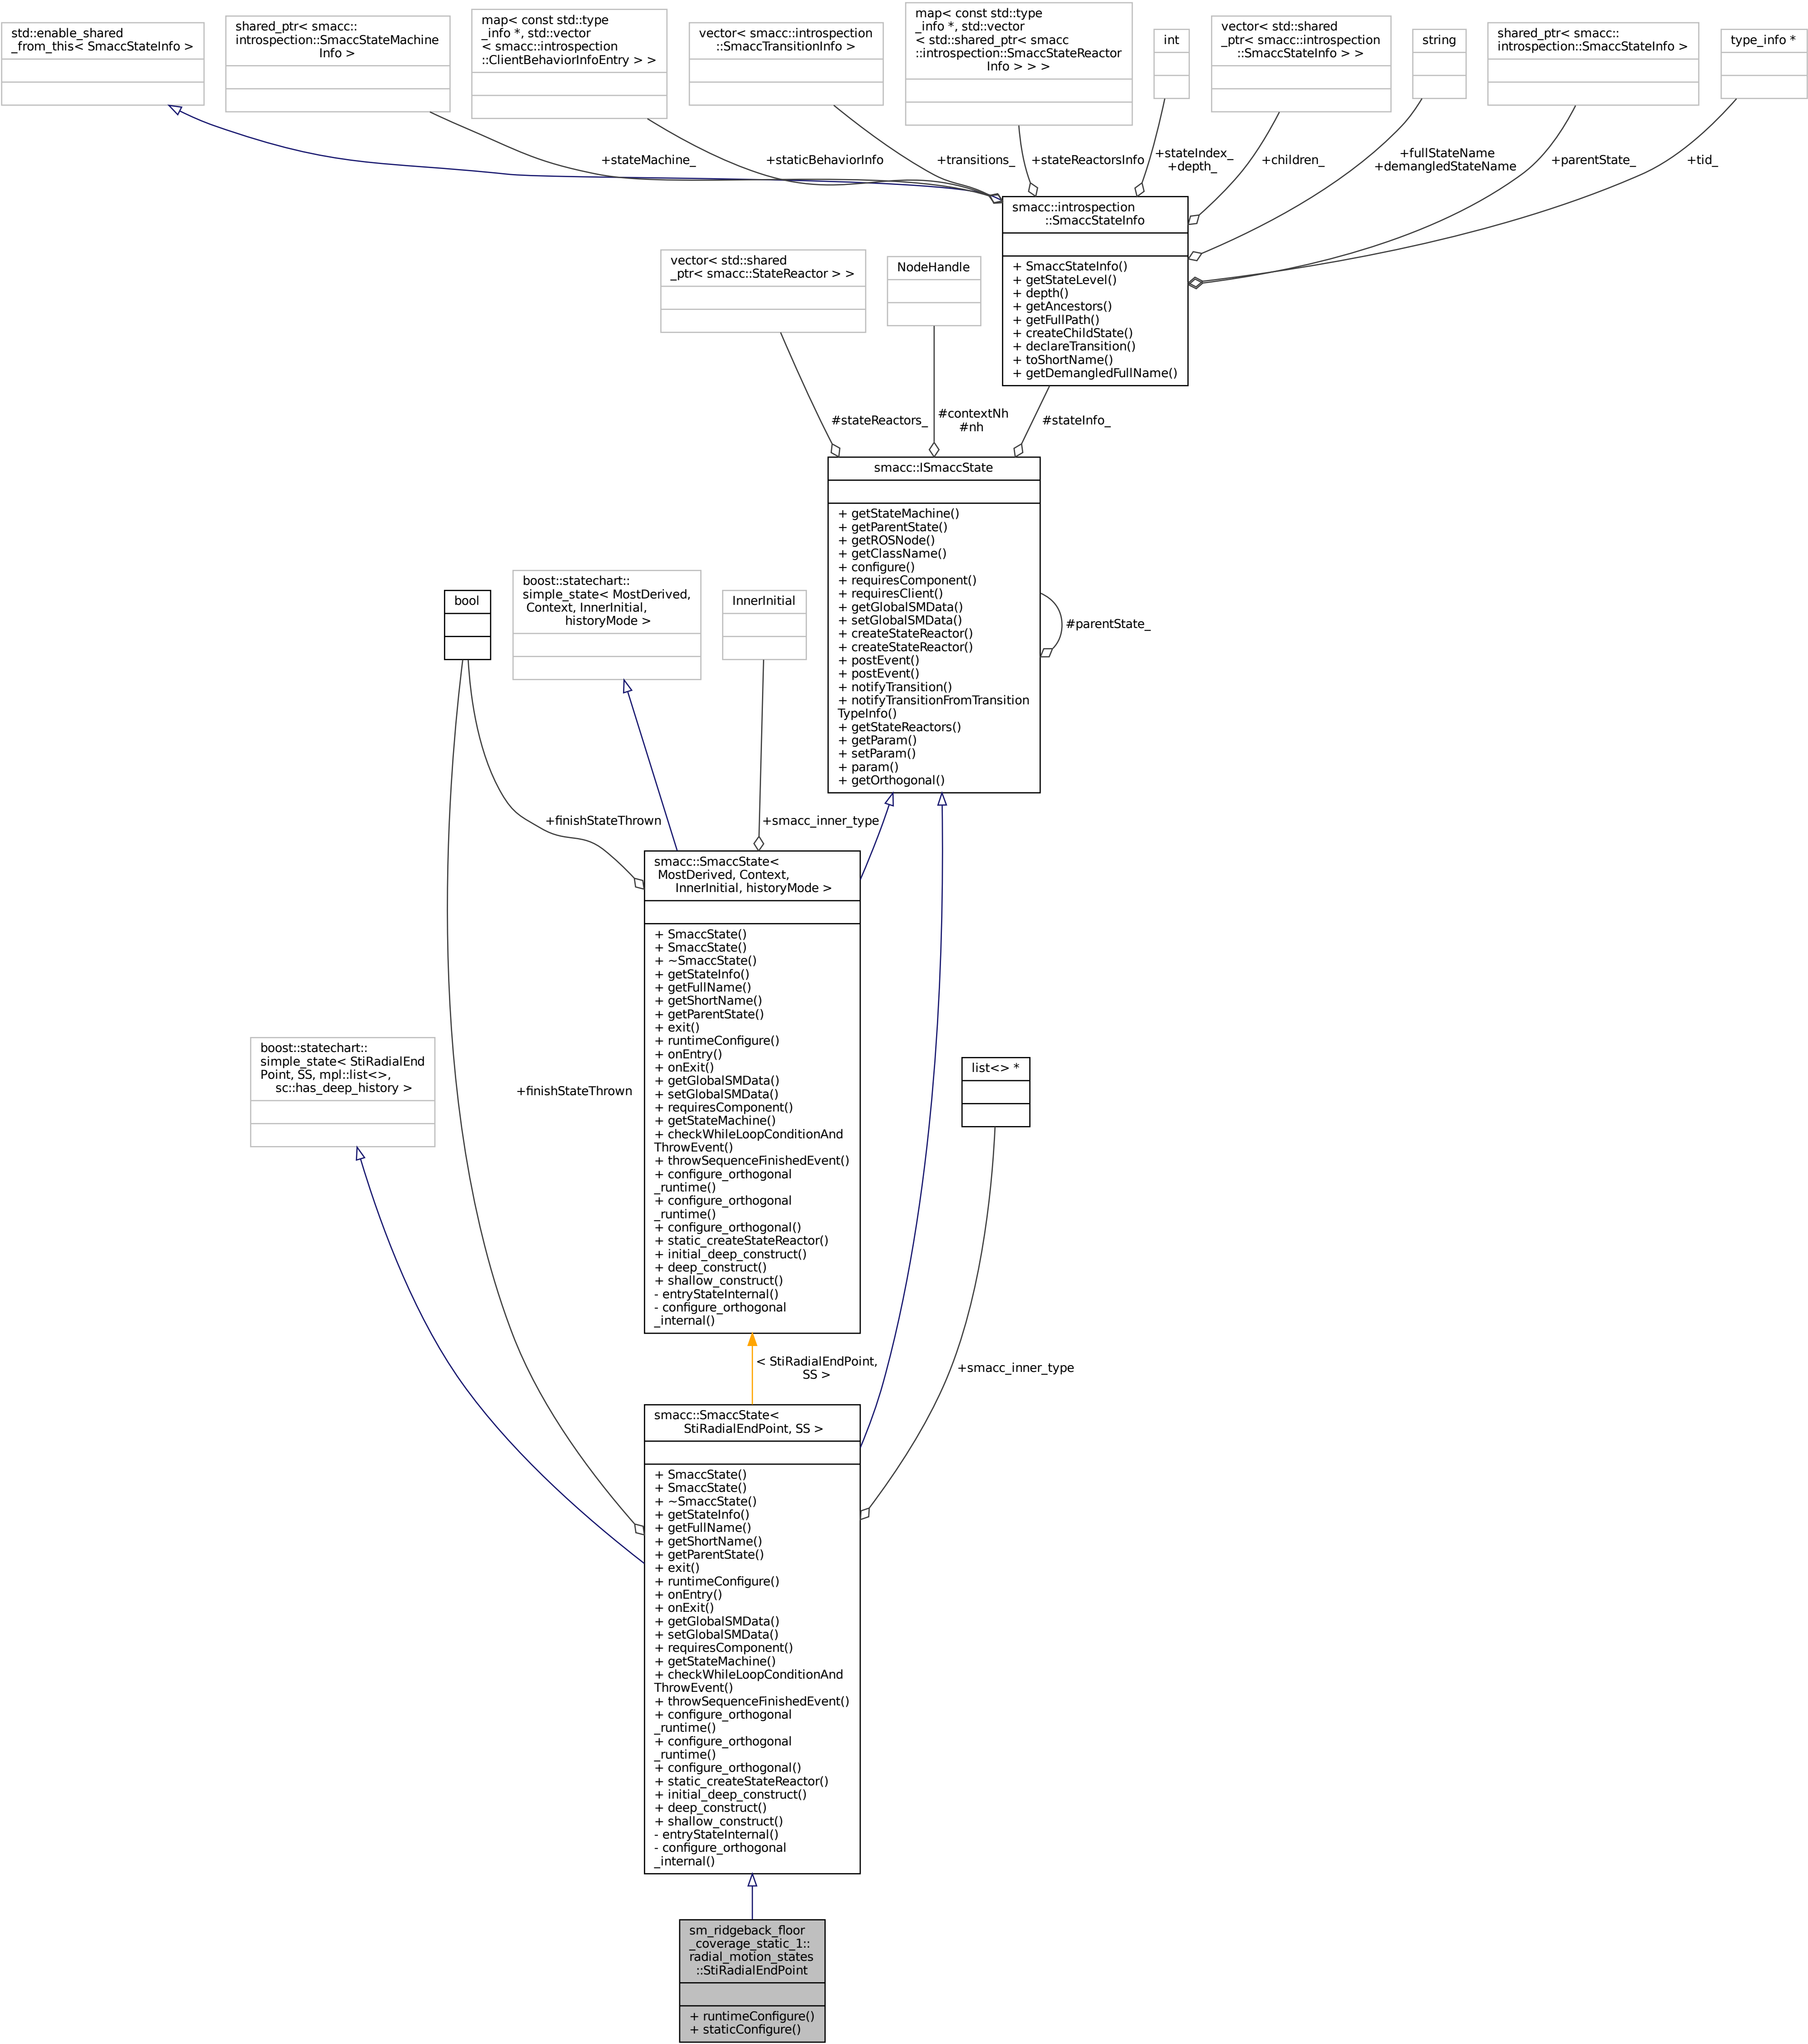 std::enable_shared
_from_this< SmaccStateInfo >
shared_ptr< smacc::
introspection::SmaccStateMachine
Info >
map< const std::type
_info *, std::vector
< smacc::introspection
::ClientBehaviorInfoEntry > >
vector< smacc::introspection
::SmaccTransitionInfo >
map< const std::type
_info *, std::vector
< std::shared_ptr< smacc
::introspection::SmaccStateReactor
Info > > >
int
vector< std::shared
_ptr< smacc::introspection
::SmaccStateInfo > >
string
shared_ptr< smacc::
introspection::SmaccStateInfo >
type_info *
+stateMachine_
+staticBehaviorInfo
+transitions_
+stateReactorsInfo
+stateIndex_
+depth_
+children_
+fullStateName
+demangledStateName
+parentState_
+tid_
smacc::introspection
::SmaccStateInfo
+ SmaccStateInfo()
+ getStateLevel()
+ depth()
+ getAncestors()
+ getFullPath()
+ createChildState()
+ declareTransition()
+ toShortName()
+ getDemangledFullName()
vector< std::shared
_ptr< smacc::StateReactor > >
NodeHandle
#stateReactors_
#contextNh
#nh
#stateInfo_
smacc::ISmaccState
+ getStateMachine()
+ getParentState()
+ getROSNode()
+ getClassName()
+ configure()
+ requiresComponent()
+ requiresClient()
+ getGlobalSMData()
+ setGlobalSMData()
+ createStateReactor()
+ createStateReactor()
+ postEvent()
+ postEvent()
+ notifyTransition()
+ notifyTransitionFromTransition
TypeInfo()
+ getStateReactors()
+ getParam()
+ setParam()
+ param()
+ getOrthogonal()
#parentState_
bool
boost::statechart::
simple_state< MostDerived,
Context, InnerInitial,
historyMode >
InnerInitial
+finishStateThrown
+smacc_inner_type
smacc::SmaccState<
MostDerived, Context,
InnerInitial, historyMode >
+ SmaccState()
+ SmaccState()
+ ~SmaccState()
+ getStateInfo()
+ getFullName()
+ getShortName()
+ getParentState()
+ exit()
+ runtimeConfigure()
+ onEntry()
+ onExit()
+ getGlobalSMData()
+ setGlobalSMData()
+ requiresComponent()
+ getStateMachine()
+ checkWhileLoopConditionAnd
ThrowEvent()
+ throwSequenceFinishedEvent()
+ configure_orthogonal
_runtime()
+ configure_orthogonal
_runtime()
+ configure_orthogonal()
+ static_createStateReactor()
+ initial_deep_construct()
+ deep_construct()
+ shallow_construct()
- entryStateInternal()
- configure_orthogonal
_internal()
boost::statechart::
simple_state< StiRadialEnd
Point, SS, mpl::list<>,
sc::has_deep_history >
+finishStateThrown
list<> *
< StiRadialEndPoint,
SS >
+smacc_inner_type
smacc::SmaccState<
StiRadialEndPoint, SS >
+ SmaccState()
+ SmaccState()
+ ~SmaccState()
+ getStateInfo()
+ getFullName()
+ getShortName()
+ getParentState()
+ exit()
+ runtimeConfigure()
+ onEntry()
+ onExit()
+ getGlobalSMData()
+ setGlobalSMData()
+ requiresComponent()
+ getStateMachine()
+ checkWhileLoopConditionAnd
ThrowEvent()
+ throwSequenceFinishedEvent()
+ configure_orthogonal
_runtime()
+ configure_orthogonal
_runtime()
+ configure_orthogonal()
+ static_createStateReactor()
+ initial_deep_construct()
+ deep_construct()
+ shallow_construct()
- entryStateInternal()
- configure_orthogonal
_internal()
sm_ridgeback_floor
_coverage_static_1::
radial_motion_states
::StiRadialEndPoint
+ runtimeConfigure()
+ staticConfigure()